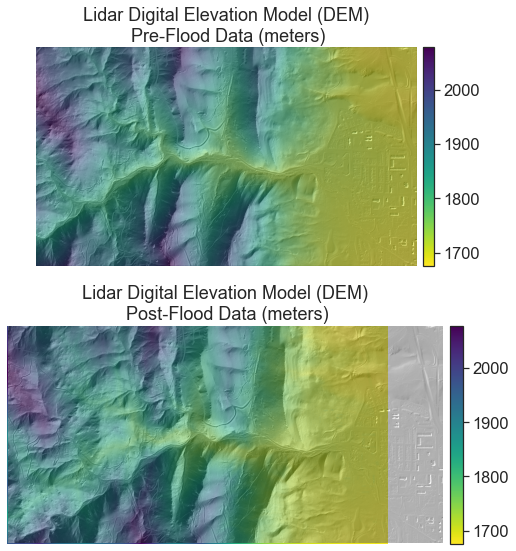 Lidar Digital Elevation Model (DEM)
Pre-Flood Data (meters)
2000
1900
1800
1700
Lidar Digital Elevation Model (DEM)
Post-Flood Data (meters)
2000
1900
1800
1700